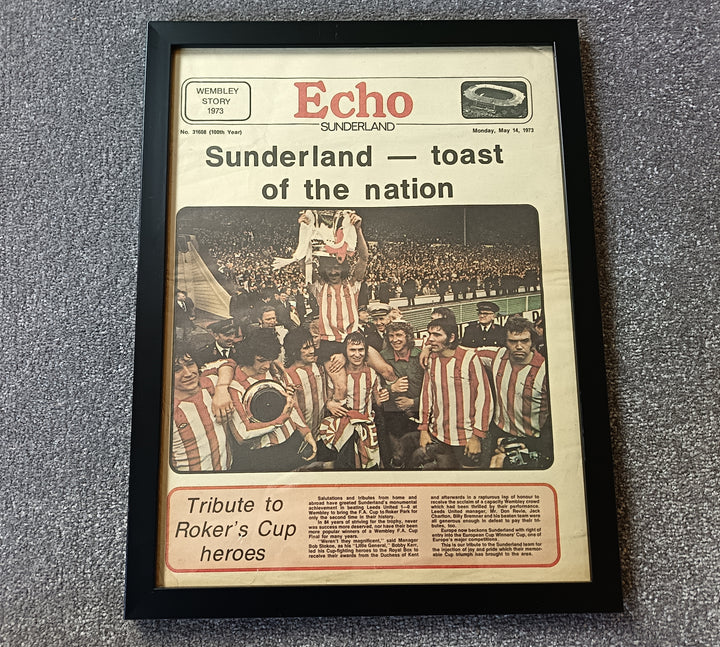 WEMBLEY
STORY
1973
Echo
SUNDERLAND
No. 31608 (100th Year)
Monday, May 14, 1973
Sunderland — toast
of the nation
Tribute to
Roker's Cup
heroes
Salutations and tributes from home and
abroad have greeted Sunderland's monumental
achievement in beating Leeds United 1—0 at
Wembley to bring the F.A. Cup to Roker Park for
only the second time in their history.
In 84 years of striving for the trophy, never
was success more deserved, nor have their been
more popular winners of a Wembley F.A. Cup
Final for many years.
"Weren't they magnificent," said Manager
Bob Stokoe, as his "Little General," Bobby Kerr,
led his Cup-fighting heroes to the Royal Box to
receive their awards from the Duchess of Kent
and afterwards in a rapturous lap of honour to
receive the acclaim of a capacity Wembley crowd
which had been thrilled by their performance.
Leeds United manager, Mr. Don Revie, Jack
Charlton, Billy Bremner and his beaten team were
all generous enough in defeat to pay their tri-
butes, too.
Europe now beckons Sunderland with right of
entry into the European Cup Winners' Cup, one of
Europe's major competitions
This is our tribute to the Sunderland team for
the injection of joy and pride which their memor-
able Cup triumph has brought to the area.